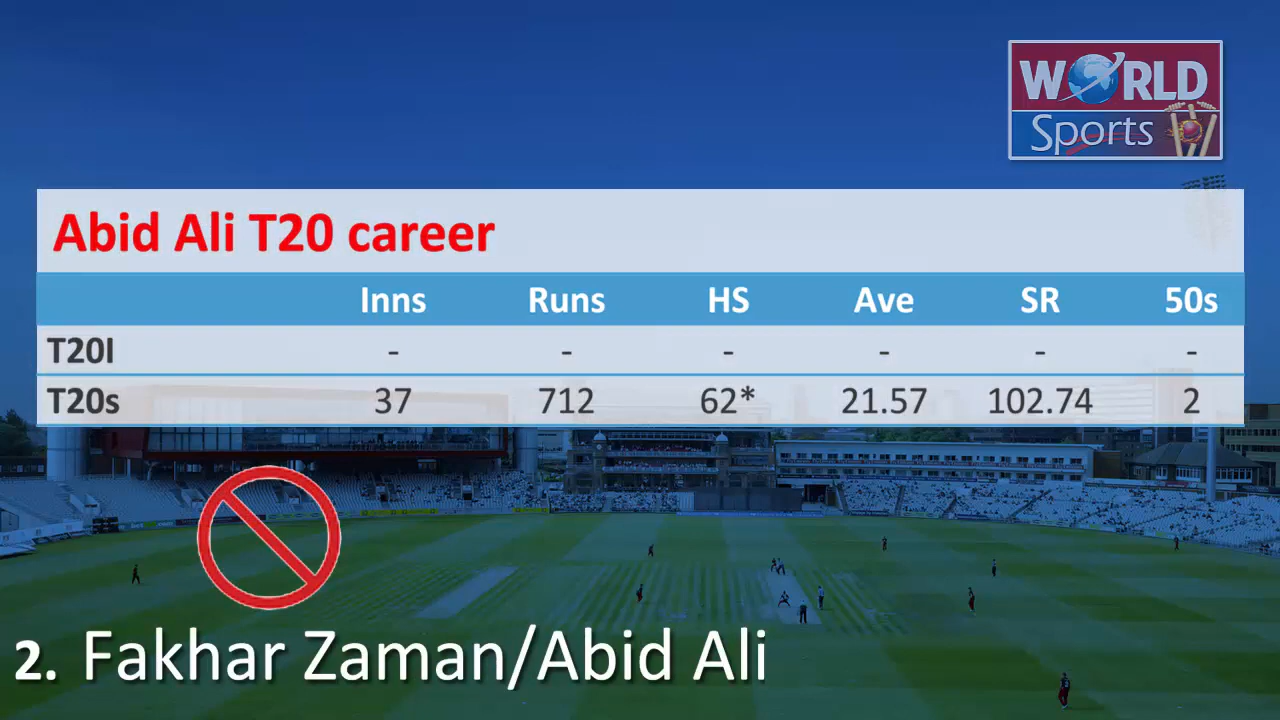 WORLD
Sports
Abid Ali T20 career
Inns Runs HS Ave SR 50s
T20I - - - - - -
T20s 37 712 62* 21.57 102.74 2
2. Fakhar Zaman/Abid Ali